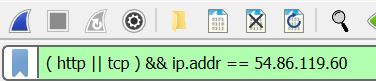 ( http || tcp ) && ip.addr == 54.86.119.60